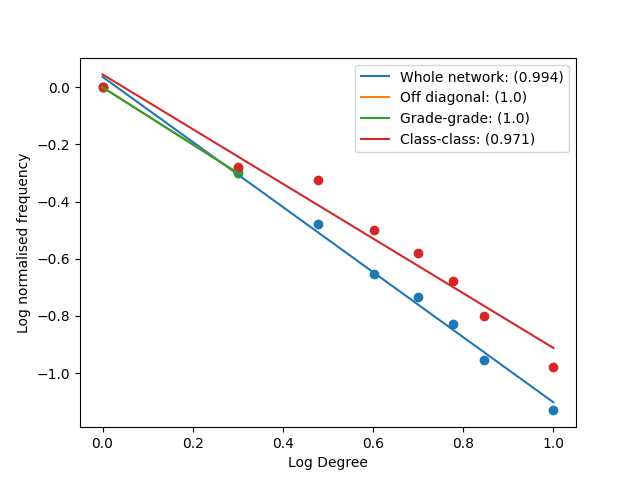 Whole network: (0.994)
Off diagonal: (1.0)
Grade-grade: (1.0)
Class-class: (0.971)
0.0
−0.2
−0.4
−0.6
−0.8
−1.0
Log normalised frequency
0.0 0.2 0.4 0.6 0.8 1.0
Log Degree